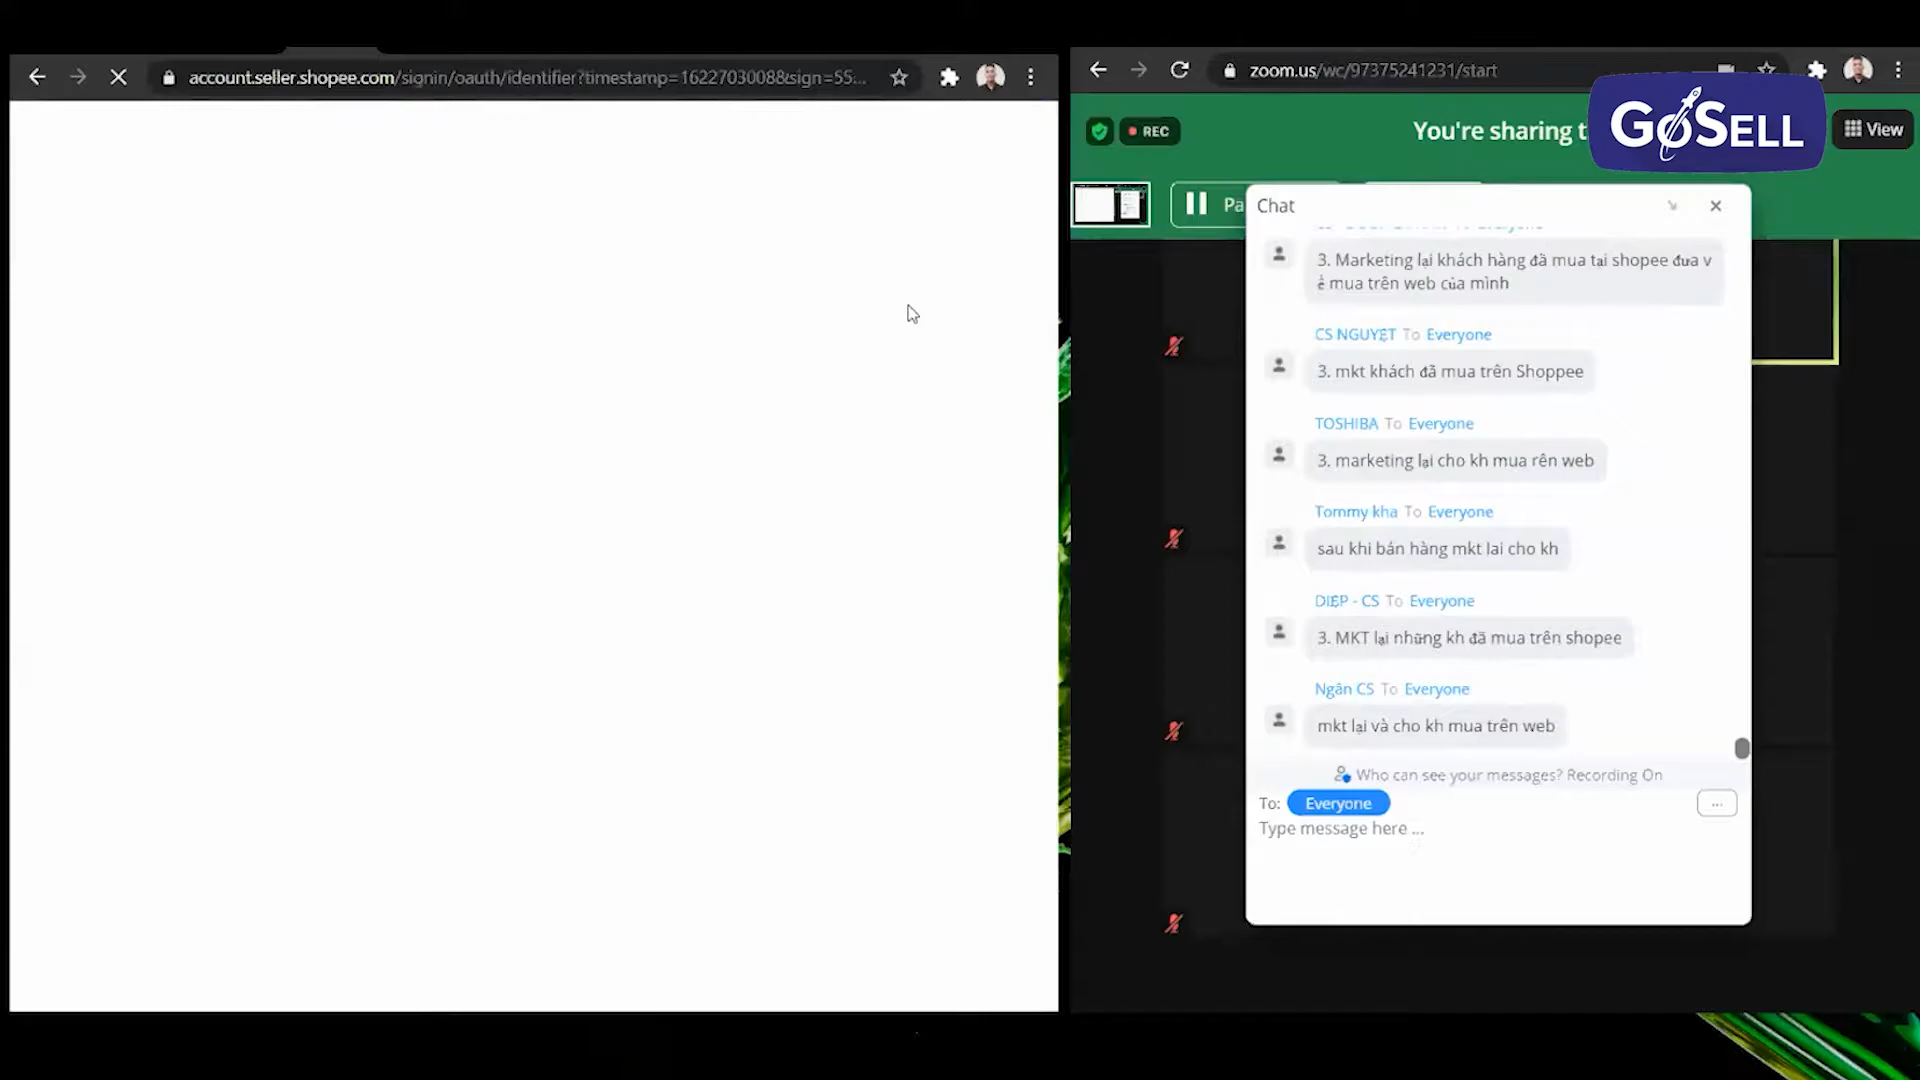 account.seller.shopee.com/signin/oauth/identifier?timestamp=1622703008&sign=55...
zoom.us/wc/97375241231/start
REC
You're sharing
GoSELL
View
Pa
Chat
3. Marketing lại khách hàng đã mua tại shopee đưa v
ề mua trên web của mình
CS NGUYỆT To Everyone
3. mkt khách đã mua trên Shoppee
TOSHIBA To Everyone
3. marketing lại cho kh mua rên web
Tommy kha To Everyone
sau khi bán hàng mkt lai cho kh
DIỆP - CS To Everyone
3. MKT lại những kh đã mua trên shopee
Ngân CS To Everyone
mkt lại và cho kh mua trên web
Who can see your messages? Recording On
To: Everyone
...
Type message here ...